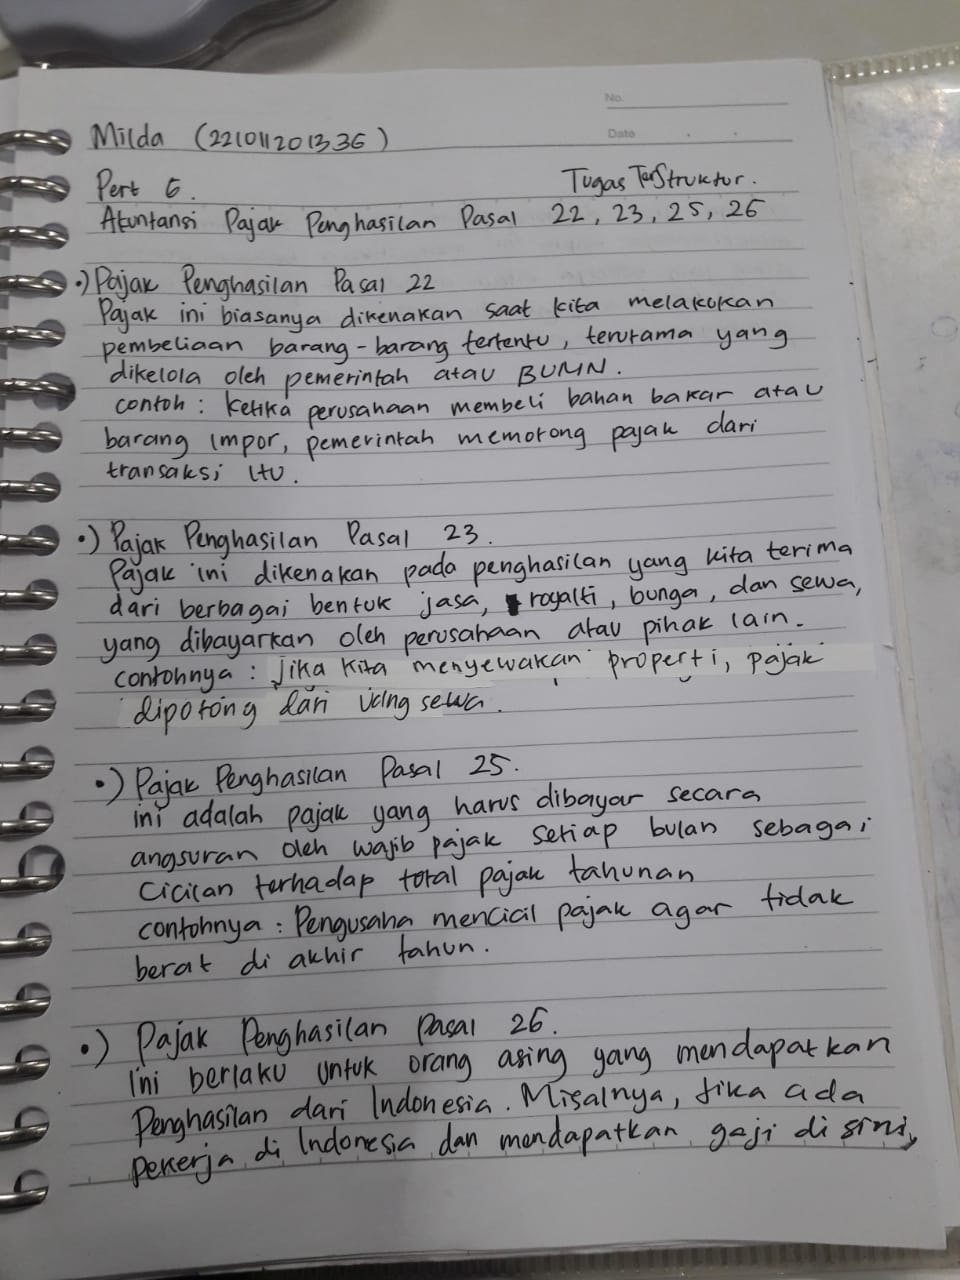 No.
Date
Milda (221011201336)
Pert 6.
Tugas Terstruktur.
Akuntansi Pajak Penghasilan Pasal 22, 23, 25, 26
•) Pajak Penghasilan Pasal 22
Pajak ini biasanya dikenakan saat kita melakukan
pembeliaan barang-barang tertentu, terutama yang
dikelola oleh pemerintah atau BUMN.
contoh : Ketika perusahaan membeli bahan bakar atau
barang impor, pemerintah memotong pajak dari
transaksi itu.
•) Pajak Penghasilan Pasal 23.
Pajak ini dikenakan pada penghasilan yang kita terima
dari berbagai bentuk jasa, royalti, bunga, dan sewa,
yang dibayarkan oleh perusahaan atau pihak lain.
contohnya : jika kita menyewakan properti, pajak
dipotong dari uang sewa.
•) Pajak Penghasilan Pasal 25.
ini adalah pajak yang harus dibayar secara
angsuran oleh wajib pajak setiap bulan sebagai
cicilan terhadap total pajak tahunan
contohnya : Pengusaha mencicil pajak agar tidak
berat di akhir tahun.
•) Pajak Penghasilan Pasal 26.
Ini berlaku untuk orang asing yang mendapatkan
Penghasilan dari Indonesia. Misalnya, jika ada
pekerja di Indonesia dan mendapatkan gaji di sini,